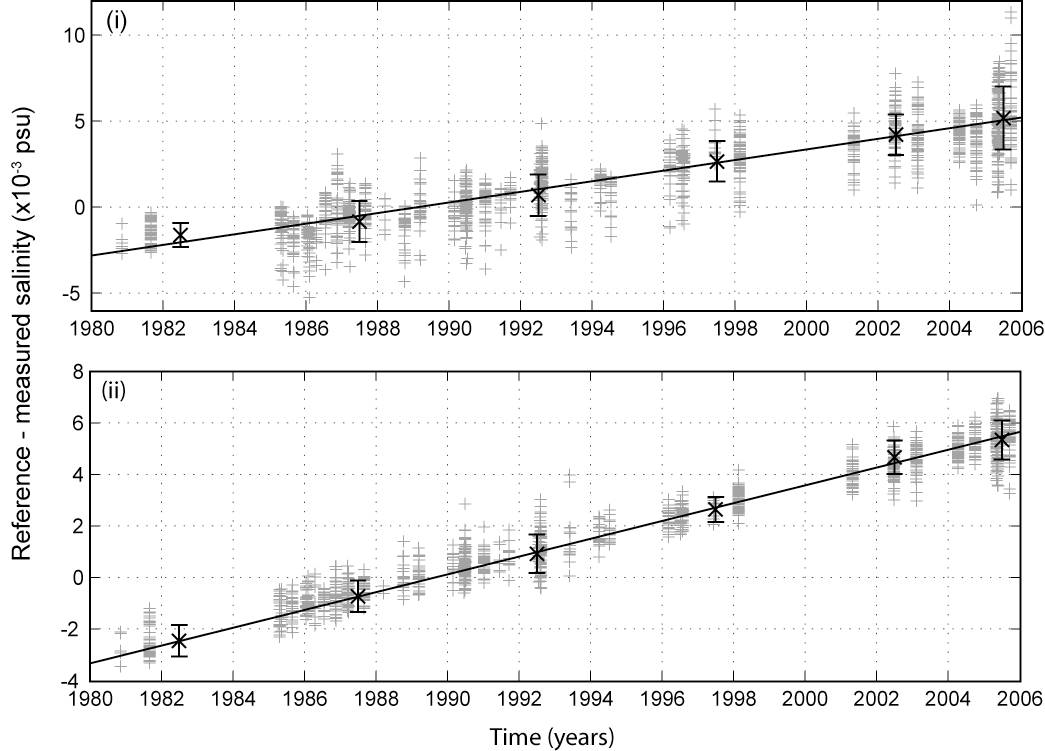 (i)
10
5
0
-5
1980 1982 1984 1986 1988 1990 1992 1994 1996 1998 2000 2002 2004 2006
Reference - measured salinity (x10⁻³ psu)
(ii)
8
6
4
2
0
-2
-4
1980 1982 1984 1986 1988 1990 1992 1994 1996 1998 2000 2002 2004 2006
Time (years)